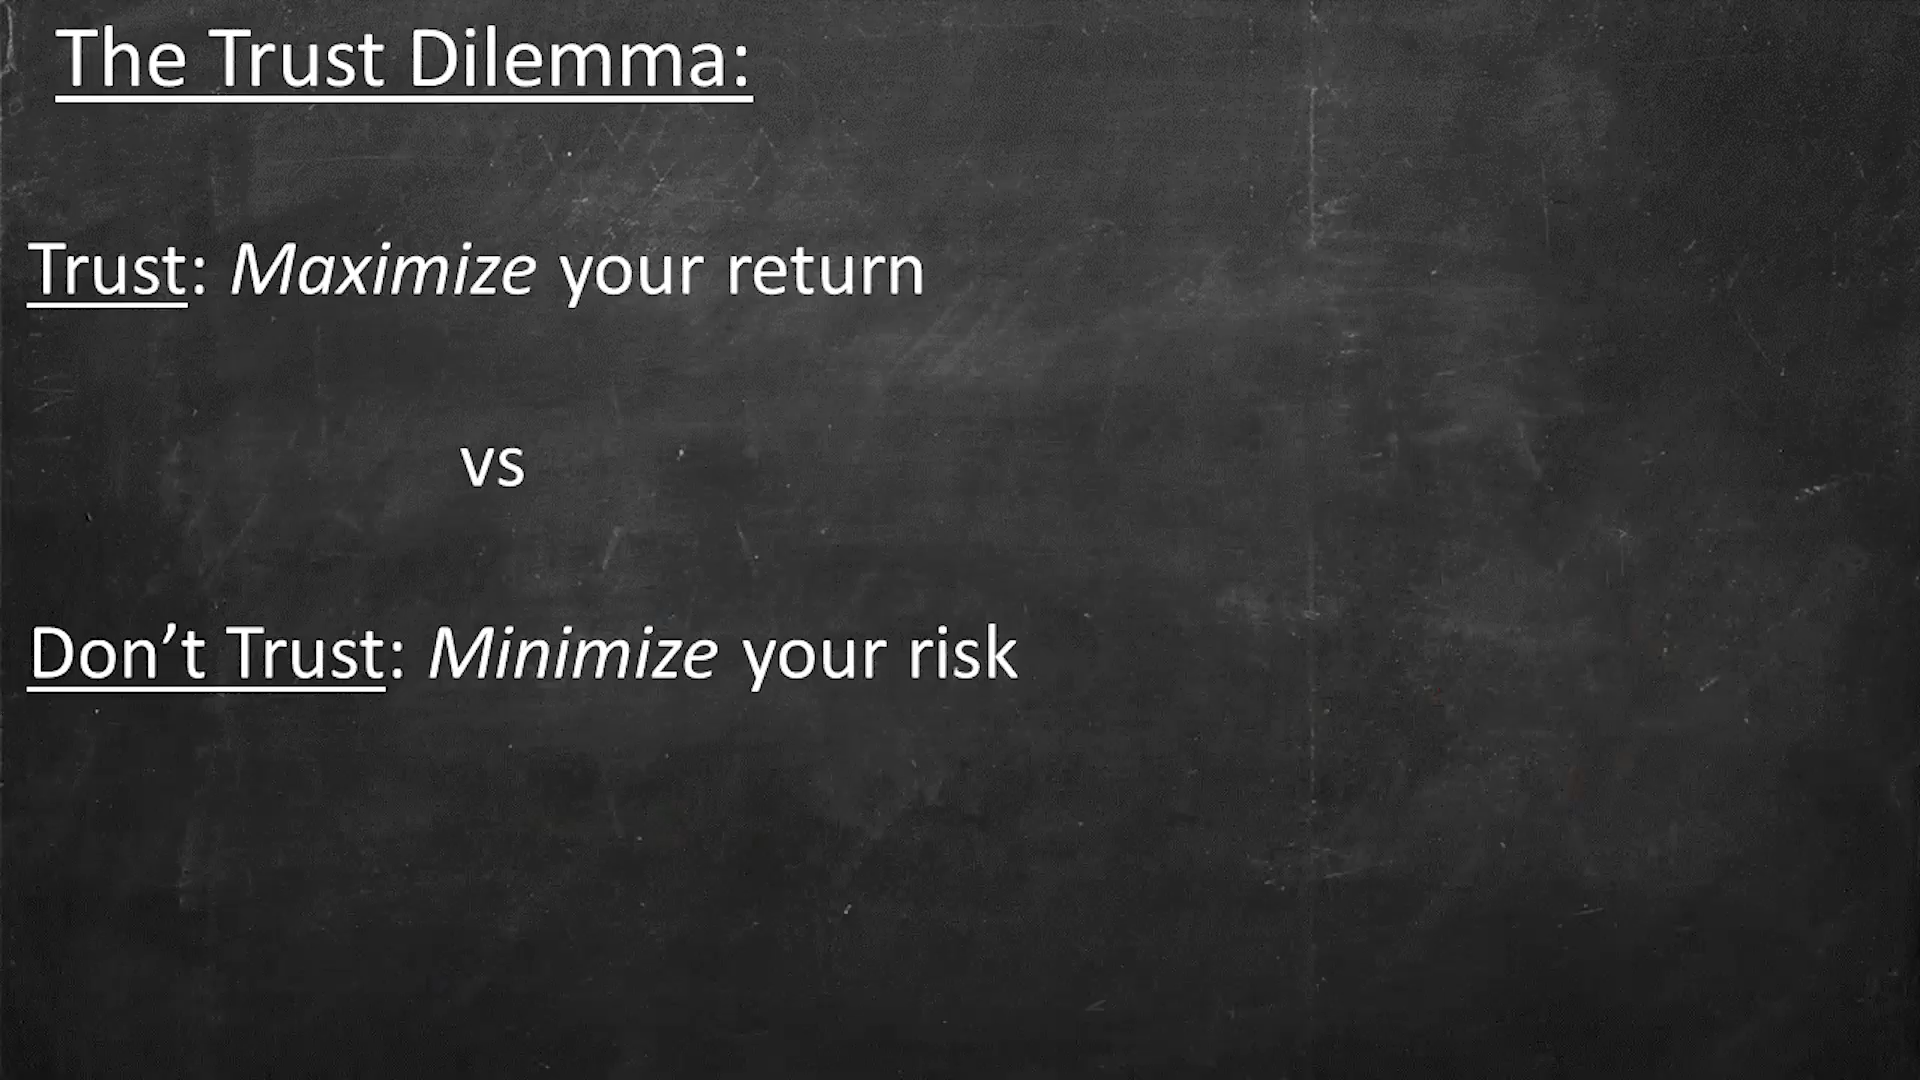 The Trust Dilemma:
Trust: Maximize your return
vs
Don’t Trust: Minimize your risk